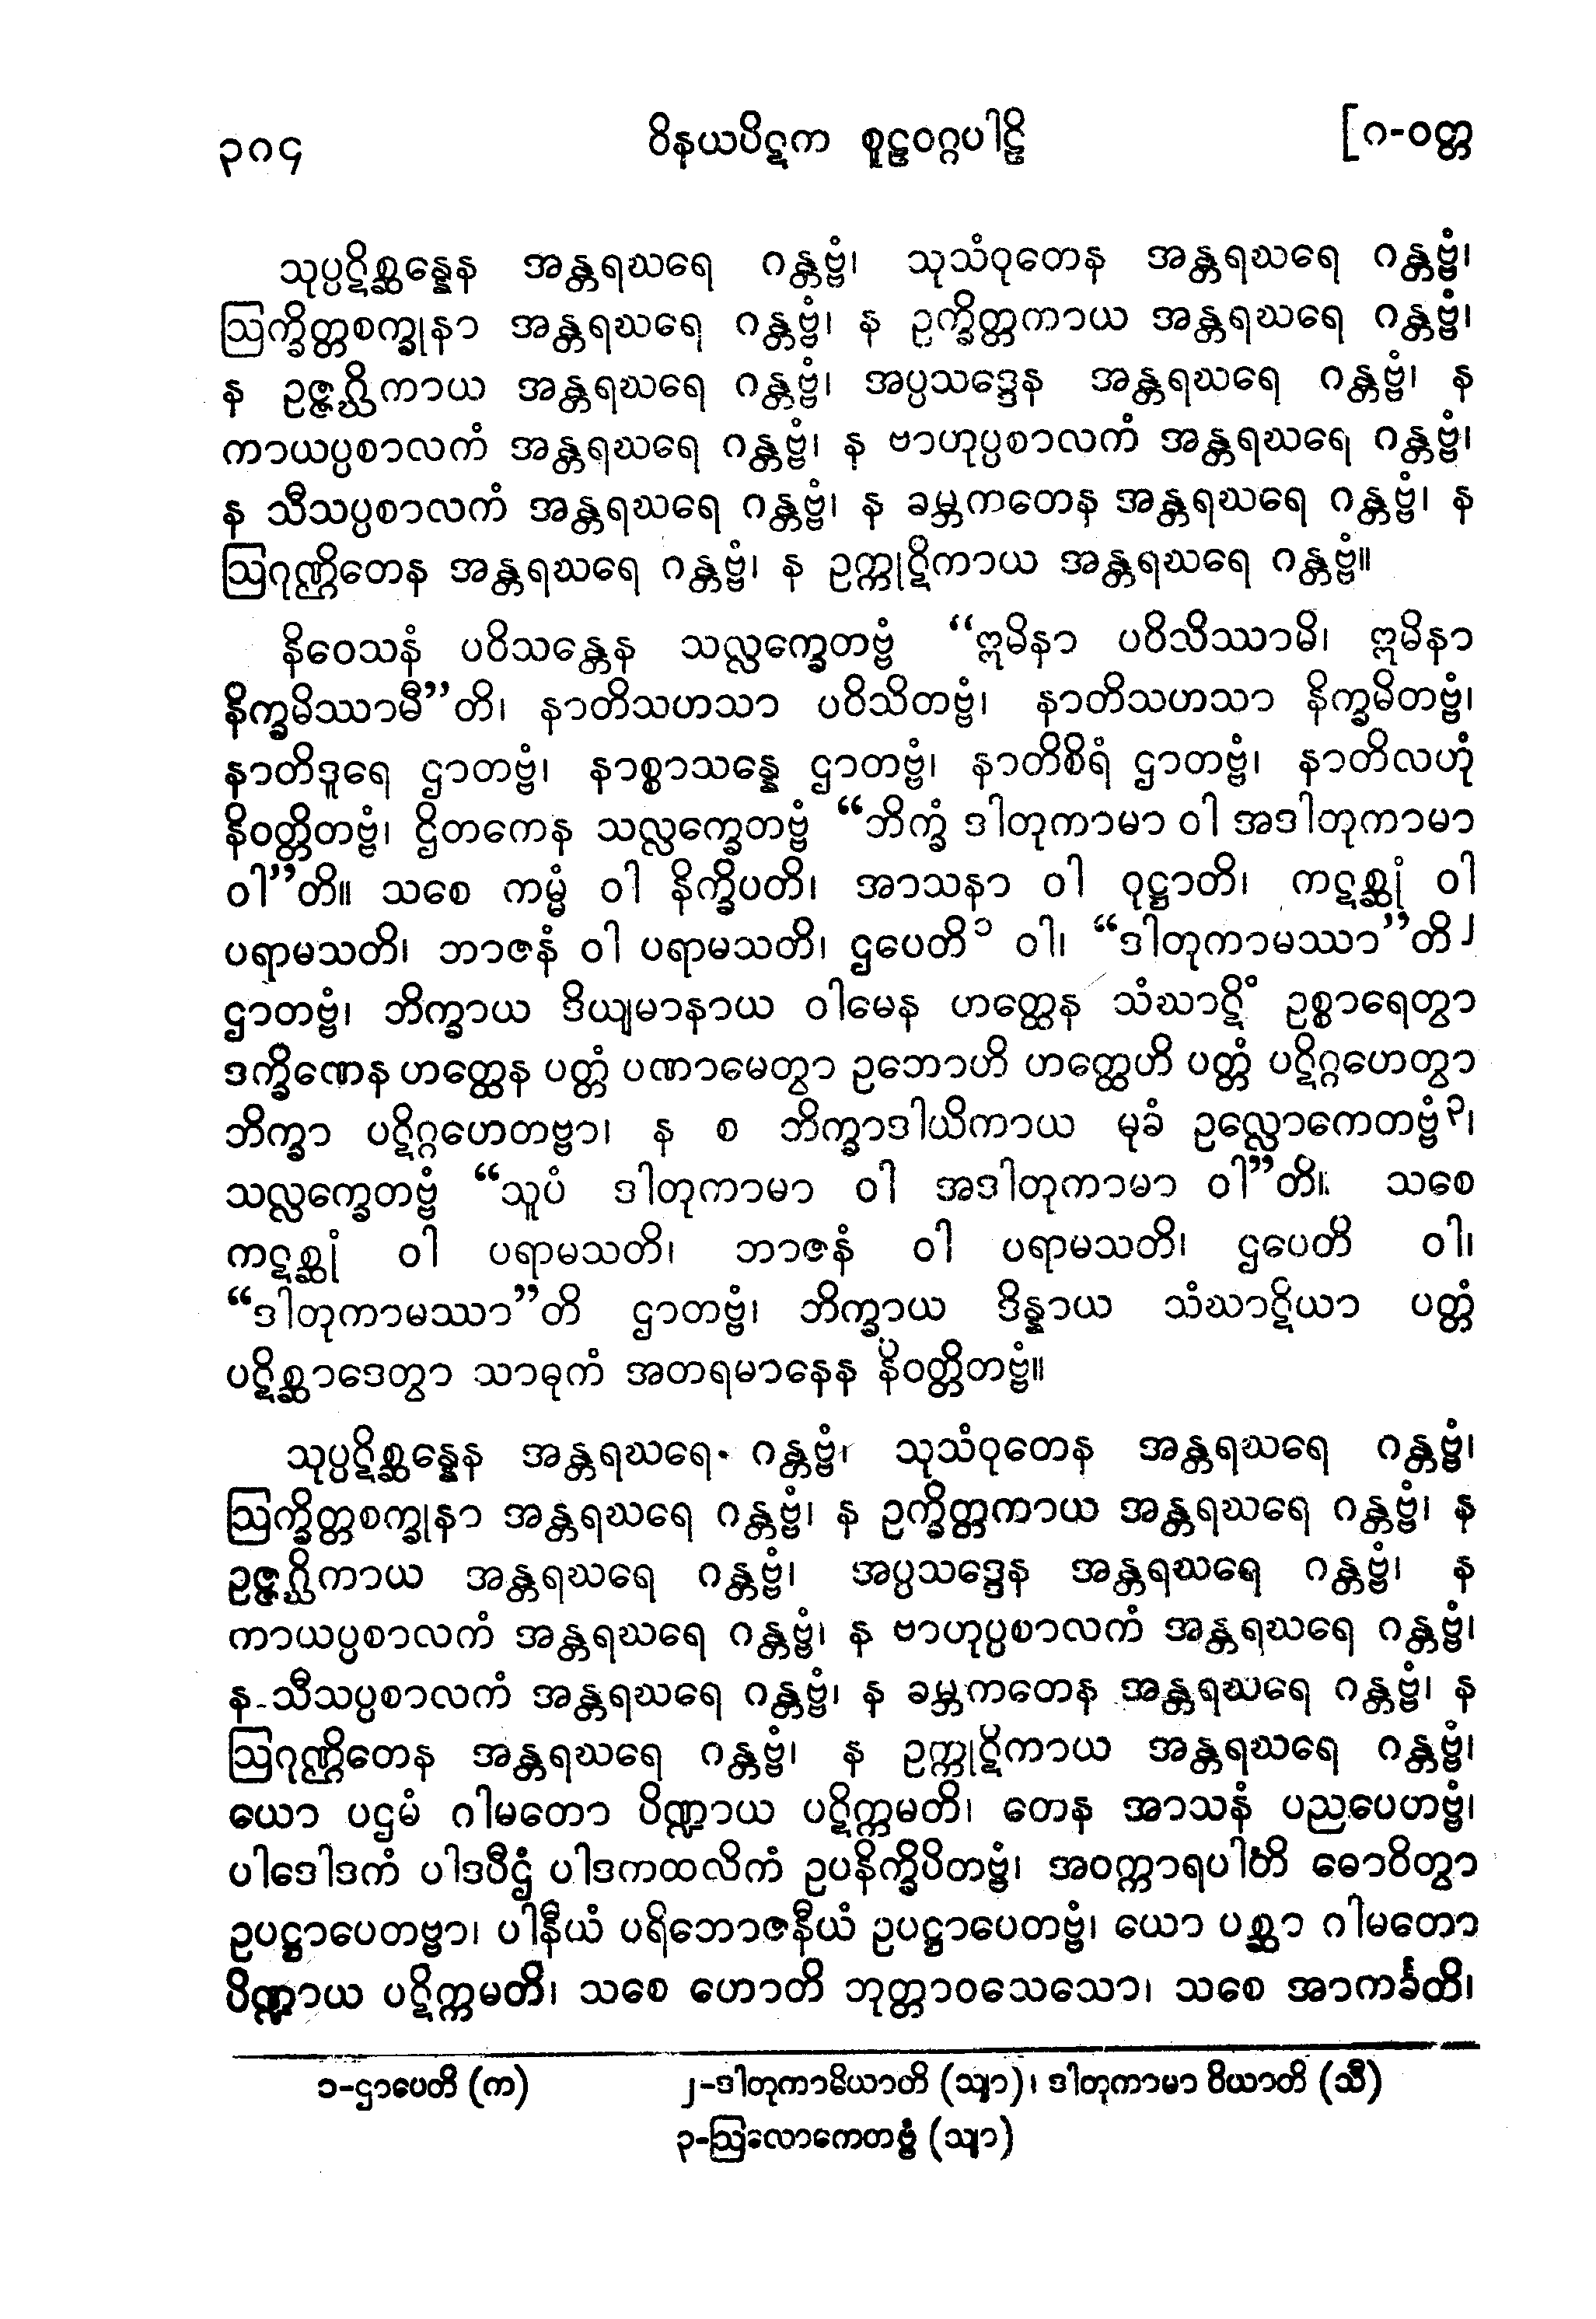 ၃၈၄ ဝိနယပိဋက စူဠဝဂ္ဂပါဠိ [၈-ဝတ္တ
သုပ္ပဋိစ္ဆန္နေန အန္တရဃရေ ဂန္တဗ္ဗံ၊ သုသံဝုတေန အန္တရဃရေ ဂန္တဗ္ဗံ၊
ဩက္ခိတ္တစက္ခုနာ အန္တရဃရေ ဂန္တဗ္ဗံ၊ န ဥက္ခိတ္တကာယ အန္တရဃရေ ဂန္တဗ္ဗံ၊
န ဥဇ္ဇဂ္ဃိကာယ အန္တရဃရေ ဂန္တဗ္ဗံ၊ အပ္ပသဒ္ဒေန အန္တရဃရေ ဂန္တဗ္ဗံ၊ န
ကာယပ္ပစာလကံ အန္တရဃရေ ဂန္တဗ္ဗံ၊ န ဗာဟုပ္ပစာလကံ အန္တရဃရေ ဂန္တဗ္ဗံ၊
န သီသပ္ပစာလကံ အန္တရဃရေ ဂန္တဗ္ဗံ၊ န ခမ္ဘကတေန အန္တရဃရေ ဂန္တဗ္ဗံ၊ န
ဩဂုဏ္ဌိတေန အန္တရဃရေ ဂန္တဗ္ဗံ၊ န ဥက္ကုဋိကာယ အန္တရဃရေ ဂန္တဗ္ဗံ။
နိဝေသနံ ပဝိသန္တေန သလ္လက္ခေတဗ္ဗံ “ဣမိနာ ပဝိသိဿာမိ၊ ဣမိနာ
နိက္ခမိဿာမီ”တိ၊ နာတိသဟသာ ပဝိသိတဗ္ဗံ၊ နာတိသဟသာ နိက္ခမိတဗ္ဗံ၊
နာတိဒူရေ ဌာတဗ္ဗံ၊ နာစ္စာသန္နေ ဌာတဗ္ဗံ၊ နာတိစိရံ ဌာတဗ္ဗံ၊ နာတိလဟုံ
နိဝတ္တိတဗ္ဗံ၊ ဌိတကေန သလ္လက္ခေတဗ္ဗံ “ဘိက္ခံ ဒါတုကာမာ ဝါ အဒါတုကာမာ
ဝါ”တိ။ သစေ ကမ္မံ ဝါ နိက္ခိပတိ၊ အာသနာ ဝါ ဝုဋ္ဌာတိ၊ ကဋစ္ဆုံ ဝါ
ပရာမသတိ၊ ဘာဇနံ ဝါ ပရာမသတိ၊ ဌပေတိ၁ ဝါ၊ “ဒါတုကာမဿာ”တိ၂
ဌာတဗ္ဗံ၊ ဘိက္ခာယ ဒိယျမာနာယ ဝါမေန ဟတ္ထေန သံဃာဋိံ ဥစ္စာရေတွာ
ဒက္ခိဏေန ဟတ္ထေန ပတ္တံ ပဏာမေတွာ ဥဘောဟိ ဟတ္ထေဟိ ပတ္တံ ပဋိဂ္ဂဟေတွာ
ဘိက္ခာ ပဋိဂ္ဂဟေတဗ္ဗာ၊ န စ ဘိက္ခာဒါယိကာယ မုခံ ဥလ္လောကေတဗ္ဗံ၃၊
သလ္လက္ခေတဗ္ဗံ “သူပံ ဒါတုကာမာ ဝါ အဒါတုကာမာ ဝါ”တိ။ သစေ
ကဋစ္ဆုံ ဝါ ပရာမသတိ၊ ဘာဇနံ ဝါ ပရာမသတိ၊ ဌပေတိ ဝါ၊
“ဒါတုကာမဿာ”တိ ဌာတဗ္ဗံ၊ ဘိက္ခာယ ဒိန္နာယ သံဃာဋိယာ ပတ္တံ
ပဋိစ္ဆာဒေတွာ သာဓုကံ အတရမာနေန နိဝတ္တိတဗ္ဗံ။
သုပ္ပဋိစ္ဆန္နေန အန္တရဃရေ ဂန္တဗ္ဗံ၊ သုသံဝုတေန အန္တရဃရေ ဂန္တဗ္ဗံ၊
ဩက္ခိတ္တစက္ခုနာ အန္တရဃရေ ဂန္တဗ္ဗံ၊ န ဥက္ခိတ္တကာယ အန္တရဃရေ ဂန္တဗ္ဗံ၊ န
ဥဇ္ဇဂ္ဃိကာယ အန္တရဃရေ ဂန္တဗ္ဗံ၊ အပ္ပသဒ္ဒေန အန္တရဃရေ ဂန္တဗ္ဗံ၊ န
ကာယပ္ပစာလကံ အန္တရဃရေ ဂန္တဗ္ဗံ၊ န ဗာဟုပ္ပစာလကံ အန္တရဃရေ ဂန္တဗ္ဗံ၊
န သီသပ္ပစာလကံ အန္တရဃရေ ဂန္တဗ္ဗံ၊ န ခမ္ဘကတေန အန္တရဃရေ ဂန္တဗ္ဗံ၊ န
ဩဂုဏ္ဌိတေန အန္တရဃရေ ဂန္တဗ္ဗံ၊ န ဥက္ကုဋိကာယ အန္တရဃရေ ဂန္တဗ္ဗံ၊
ယော ပဌမံ ဂါမတော ပိဏ္ဍာယ ပဋိက္ကမတိ၊ တေန အာသနံ ပညပေတဗ္ဗံ၊
ပါဒေါဒကံ ပါဒပီဌံ ပါဒကထလိကံ ဥပနိက္ခိပိတဗ္ဗံ၊ အဝက္ကာရပါတိံ ဓောဝိတွာ
ဥပဋ္ဌာပေတဗ္ဗာ၊ ပါနီယံ ပရိဘောဇနီယံ ဥပဋ္ဌာပေတဗ္ဗံ၊ ယော ပစ္ဆာ ဂါမတော
ပိဏ္ဍာယ ပဋိက္ကမတိ၊ သစေ ဟောတိ ဘုတ္တာဝသေသော၊ သစေ အာကင်္ခတိ၊
၁-ဌာပေတိ (က) ၂-ဒါတုကာမိယာတိ (သျာ)၊ ဒါတုကာမာ ဝိယာတိ (သီ)
၃-ဩလောကေတဗ္ဗံ (သျာ)